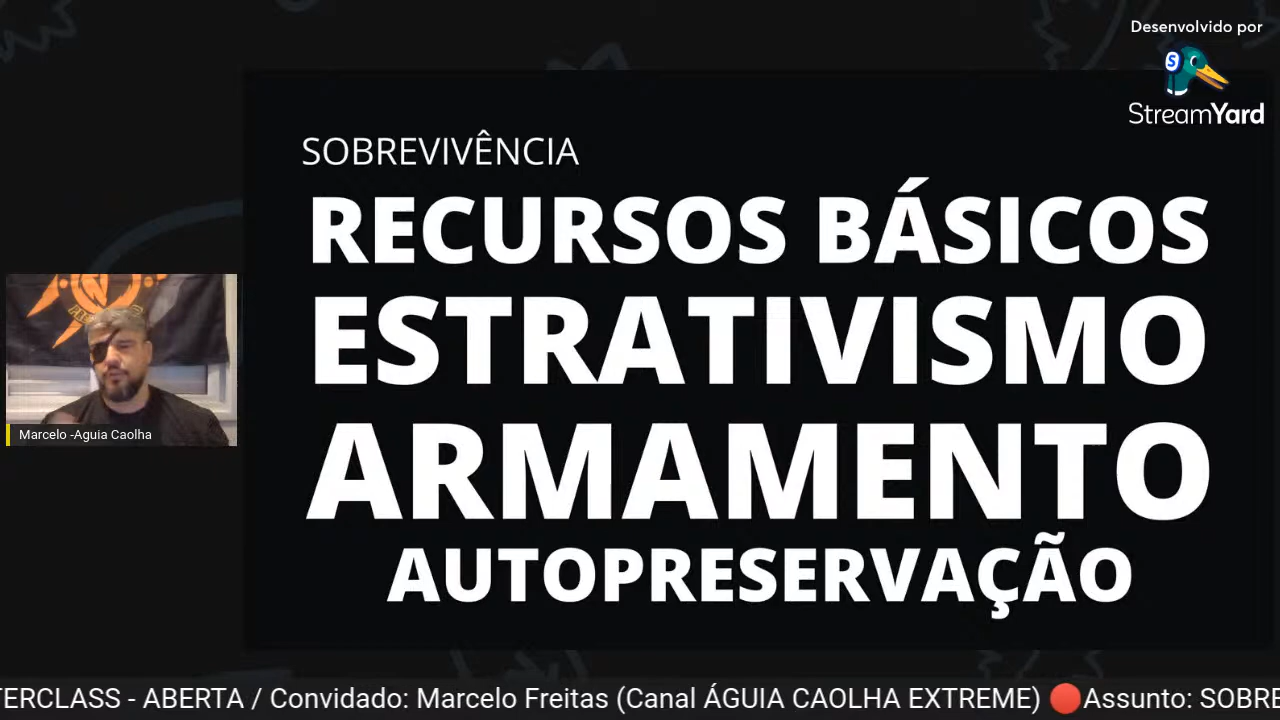 Desenvolvido por
StreamYard
SOBREVIVÊNCIA
RECURSOS BÁSICOS
ESTRATIVISMO
ARMAMENTO
AUTOPRESERVAÇÃO
Marcelo -Aguia Caolha
TERCLASS - ABERTA / Convidado: Marcelo Freitas (Canal ÁGUIA CAOLHA EXTREME) 🔴Assunto: SOBRE